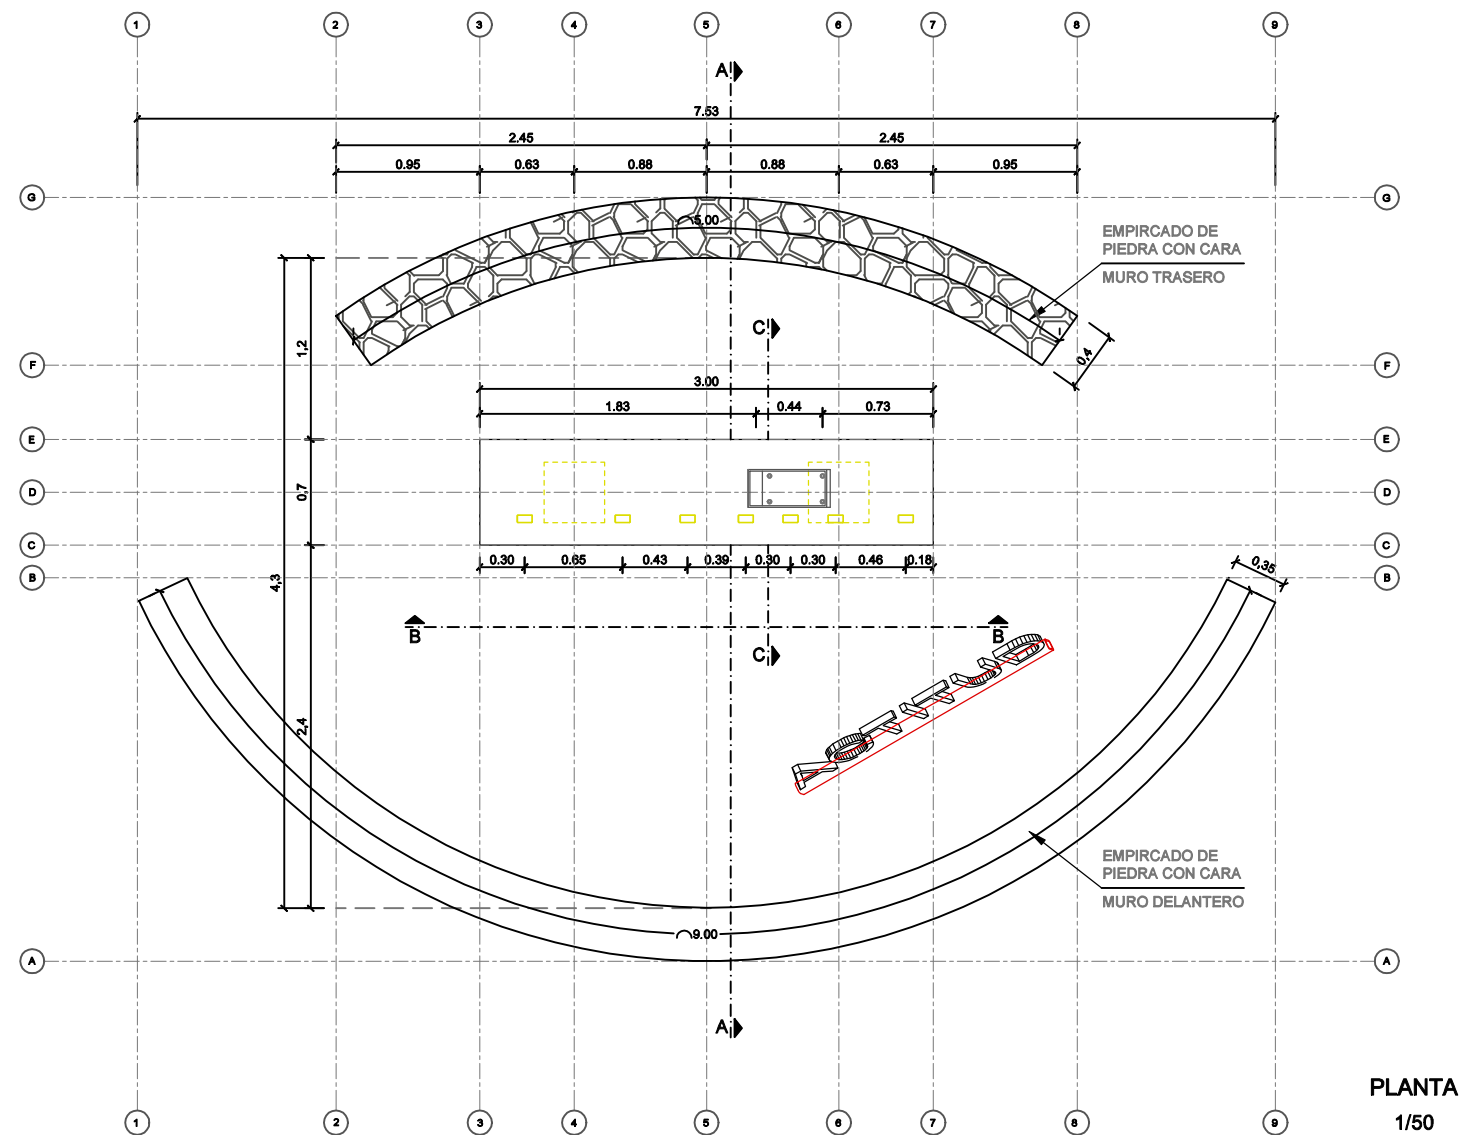 1 2 3 4 5 6 7 8 9
A
7.53
2.45 2.45
0.95 0.63 0.88 0.88 0.63 0.95
G G
5.00
EMPIRCADO DE
PIEDRA CON CARA
MURO TRASERO
C
1,2
0,4
F F
3.00
1.83 0.44 0.73
E E
0,7
D D
C C
0.30 0.65 0.43 0.39 0.30 0.30 0.46 0.18
0,35
B B
4,3
B B
C
2,4
EMPIRCADO DE
PIEDRA CON CARA
MURO DELANTERO
9.00
A A
A
PLANTA
1/50
1 2 3 4 5 6 7 8 9